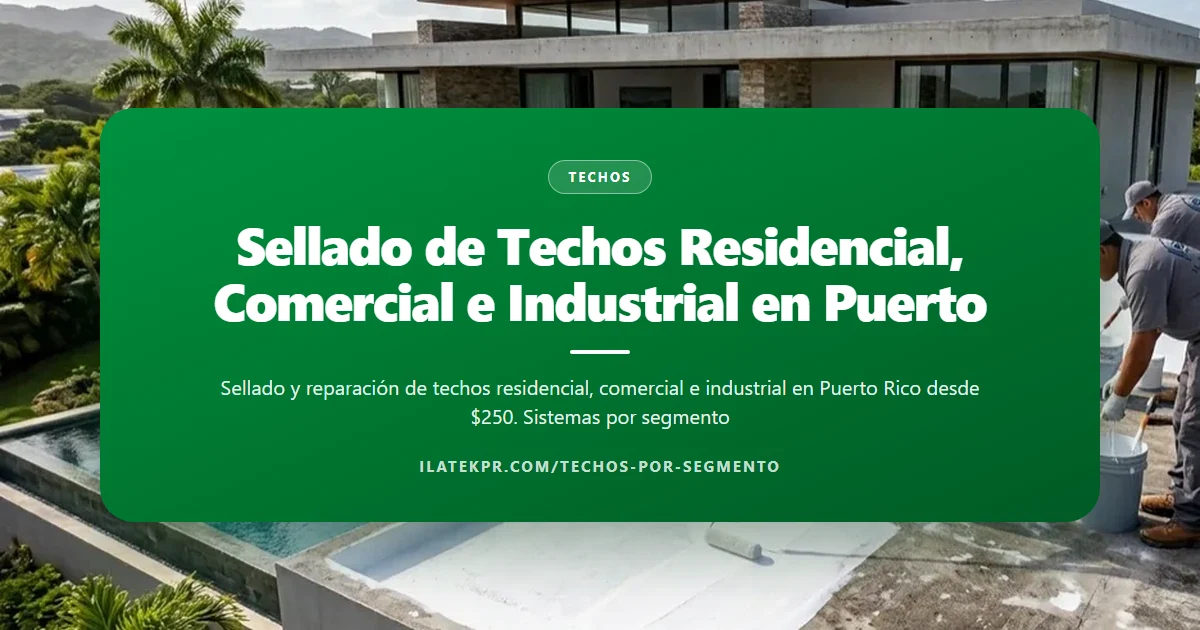 TECHOS
Sellado de Techos Residencial,
Comercial e Industrial en Puerto
Sellado y reparación de techos residencial, comercial e industrial en Puerto Rico desde
$250. Sistemas por segmento
ILATEKPR.COM/TECHOS-POR-SEGMENTO